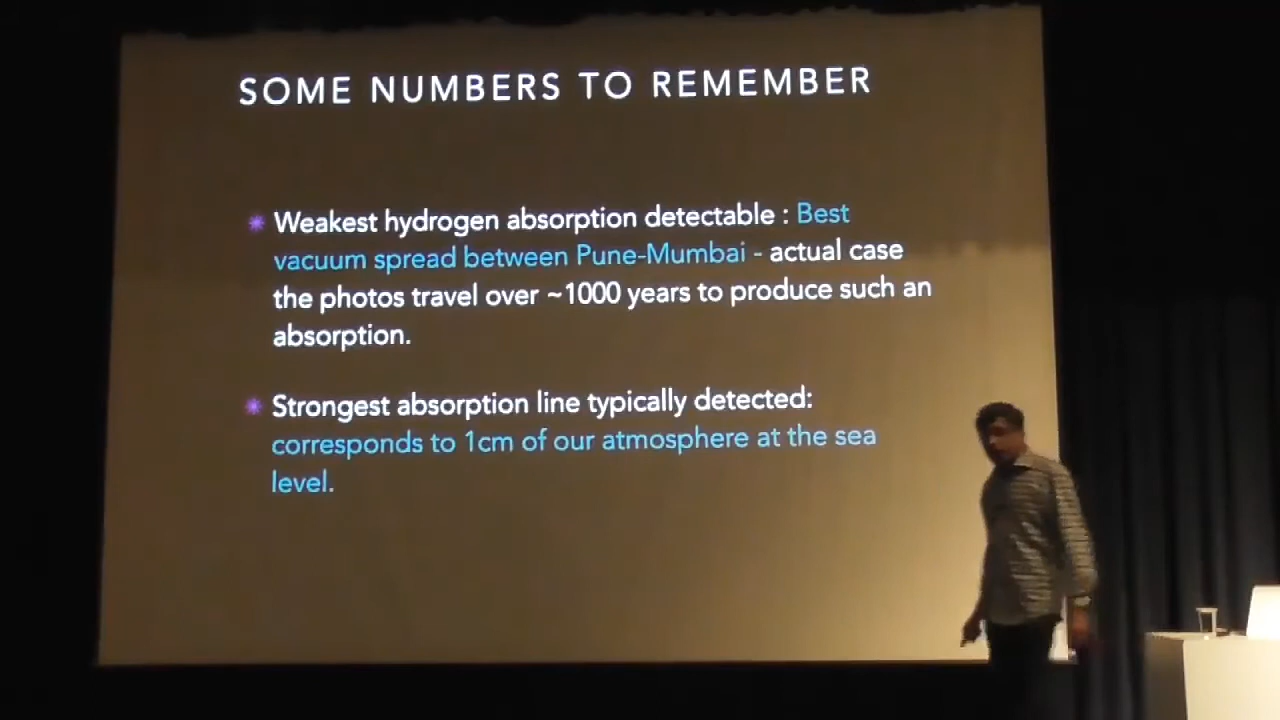 SOME NUMBERS TO REMEMBER
* Weakest hydrogen absorption detectable : Best
vacuum spread between Pune-Mumbai - actual case
the photos travel over ~1000 years to produce such an
absorption.
* Strongest absorption line typically detected:
corresponds to 1cm of our atmosphere at the sea
level.